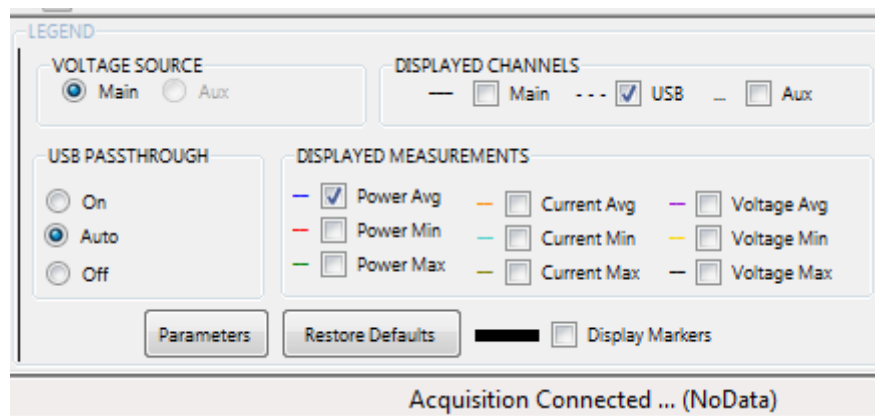 LEGEND
VOLTAGE SOURCE
Main Aux
DISPLAYED CHANNELS
Main USB Aux
USB PASSTHROUGH
On
Auto
Off
DISPLAYED MEASUREMENTS
Power Avg Current Avg Voltage Avg
Power Min Current Min Voltage Min
Power Max Current Max Voltage Max
Parameters Restore Defaults Display Markers
Acquisition Connected ... (NoData)